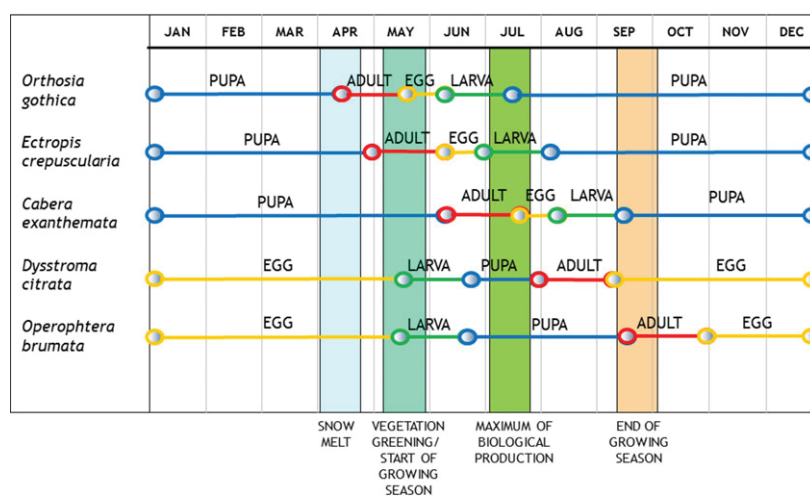 JAN FEB MAR APR MAY JUN JUL AUG SEP OCT NOV DEC
Orthosia
gothica
PUPA ADULT EGG LARVA PUPA
Ectropis
crepuscularia
PUPA ADULT EGG LARVA PUPA
Cabera
exanthemata
PUPA ADULT EGG LARVA PUPA
Dysstroma
citrata
EGG LARVA PUPA ADULT EGG
Operophtera
brumata
EGG LARVA PUPA ADULT EGG
SNOW
MELT
VEGETATION
GREENING/
START OF
GROWING
SEASON
MAXIMUM OF
BIOLOGICAL
PRODUCTION
END OF
GROWING
SEASON